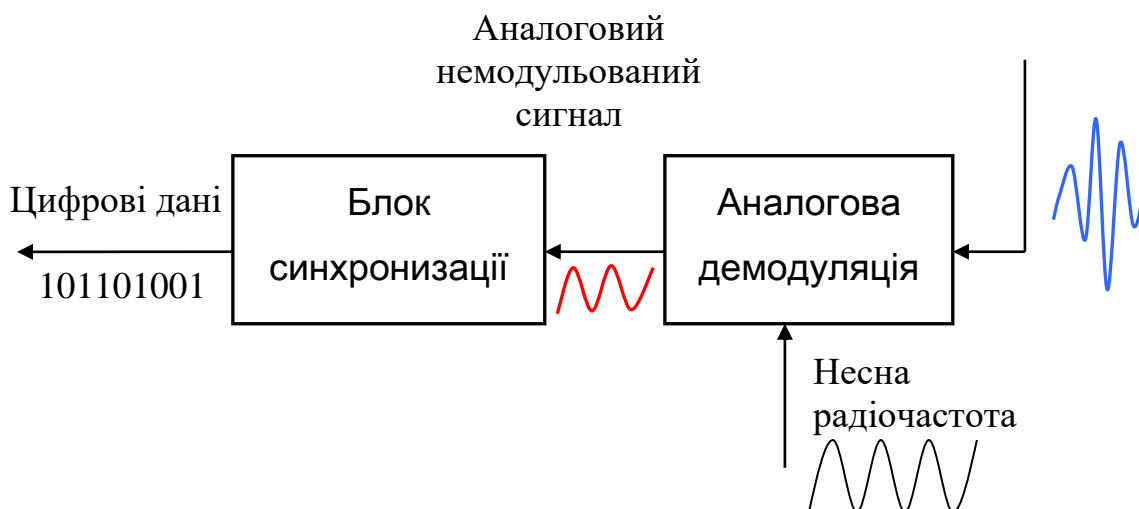 Аналоговий
немодульований
сигнал
Цифрові дані
101101001
Блок
синхронизації
Аналогова
демодуляція
Несна
радіочастота